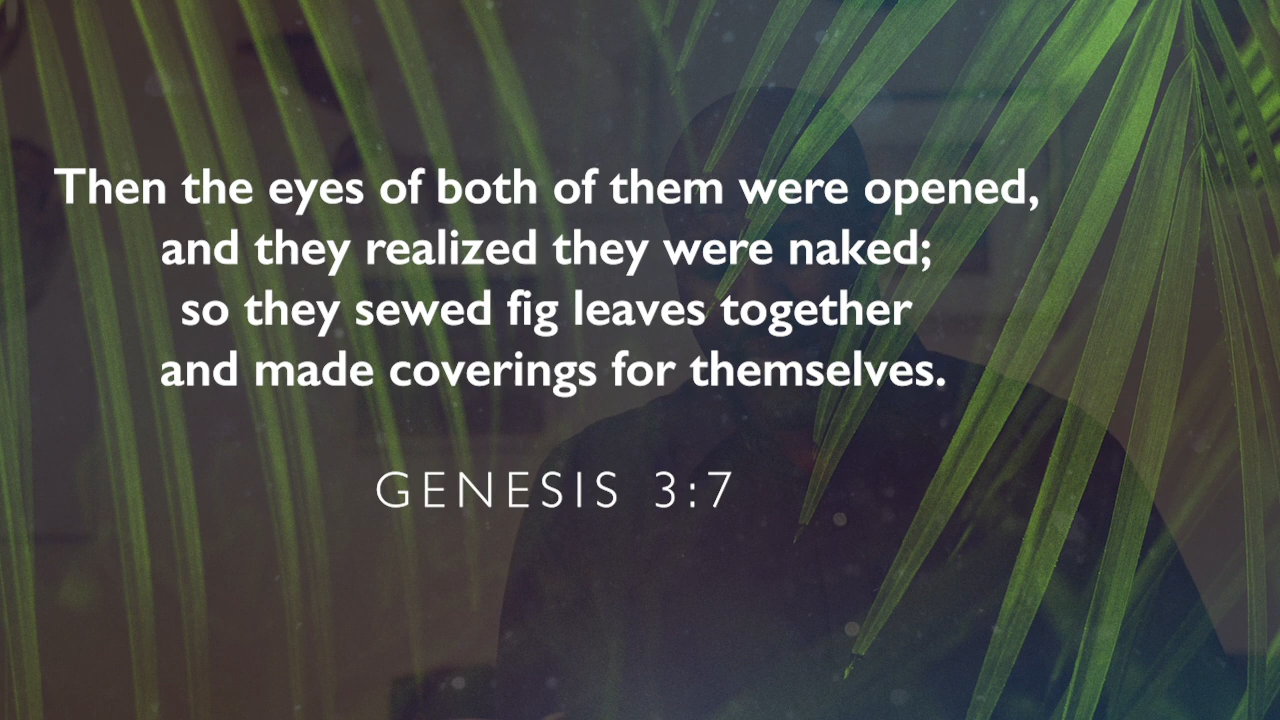 Then the eyes of both of them were opened,
and they realized they were naked;
so they sewed fig leaves together
and made coverings for themselves.
GENESIS 3:7